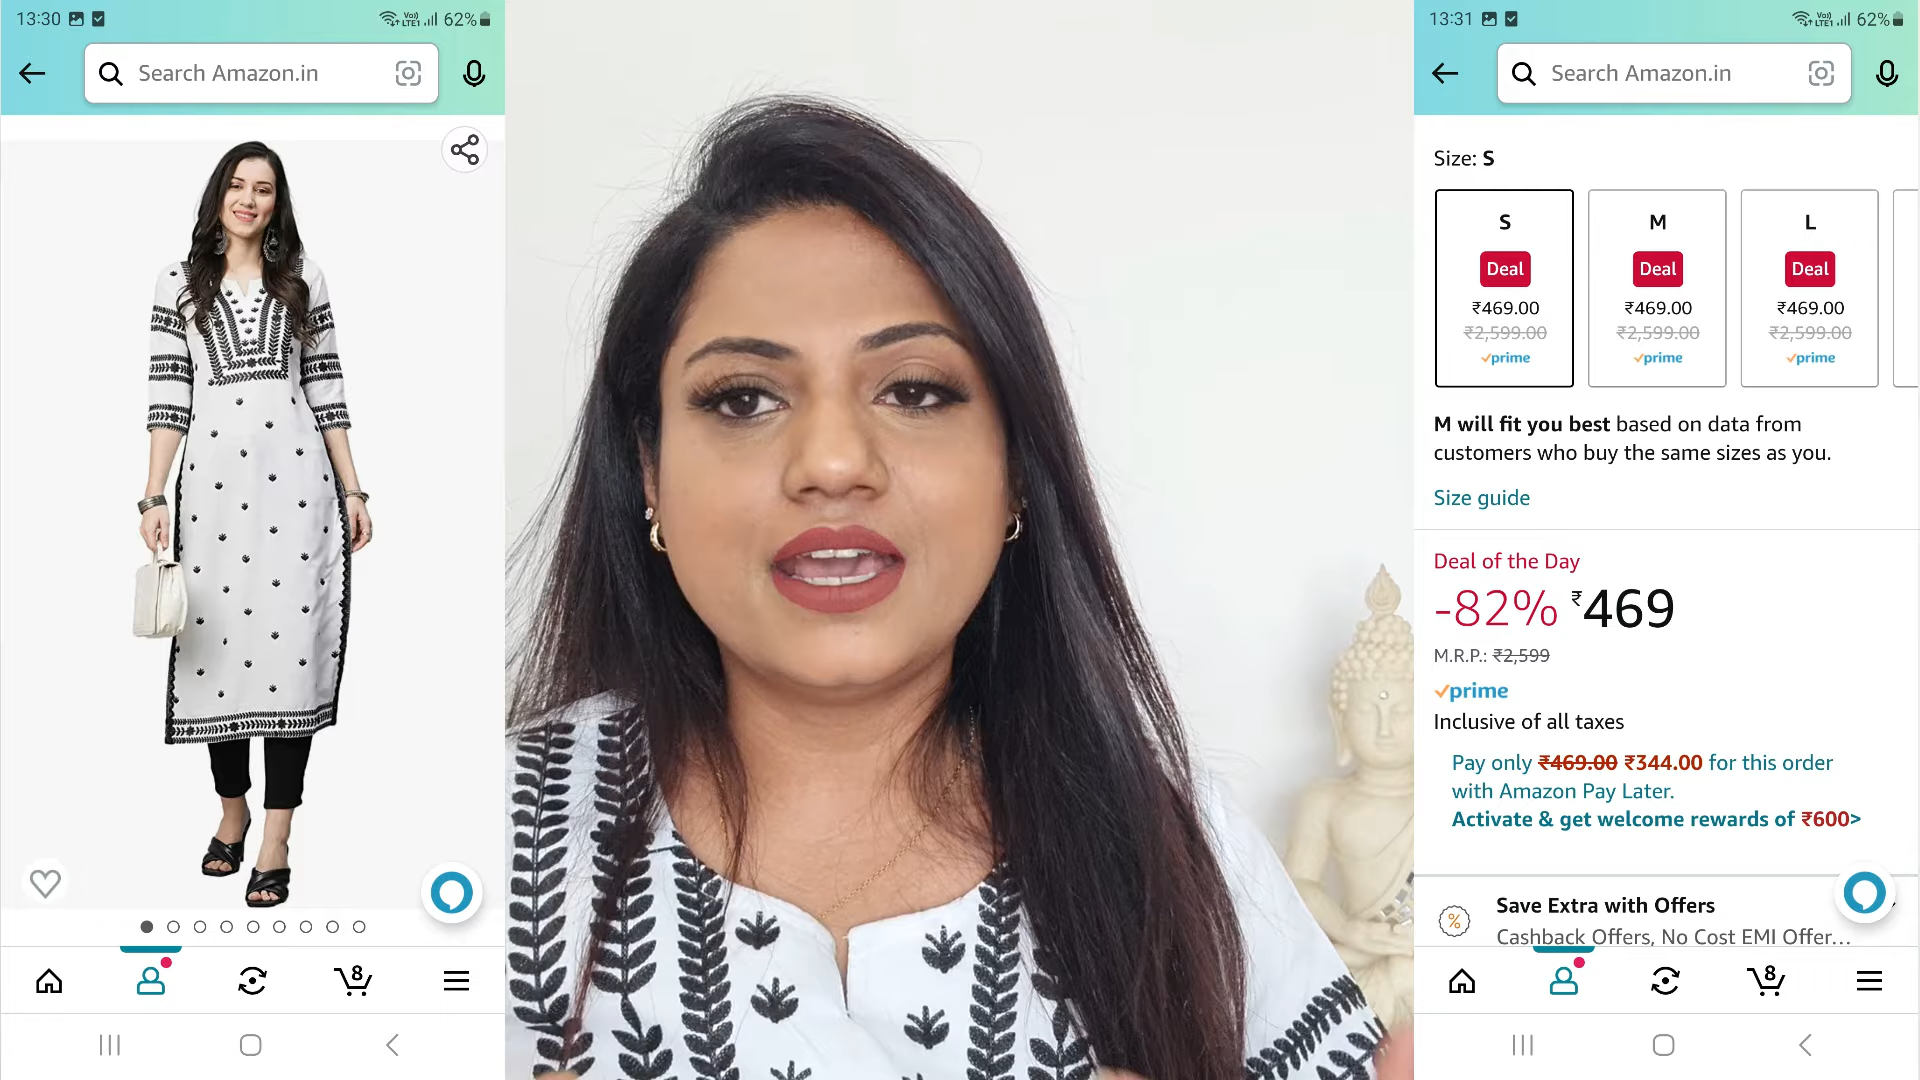 13:30
Vo) LTE1 62%
Search Amazon.in
8
13:31
Vo) LTE1 62%
Search Amazon.in
Size: S
S M L
Deal Deal Deal
₹469.00 ₹469.00 ₹469.00
₹2,599.00 ₹2,599.00 ₹2,599.00
prime prime prime
M will fit you best based on data from
customers who buy the same sizes as you.
Size guide
Deal of the Day
-82% ₹469
M.R.P.: ₹2,599
prime
Inclusive of all taxes
Pay only ₹469.00 ₹344.00 for this order
with Amazon Pay Later.
Activate & get welcome rewards of ₹600>
%
Save Extra with Offers
Cashback Offers, No Cost EMI Offer...
8